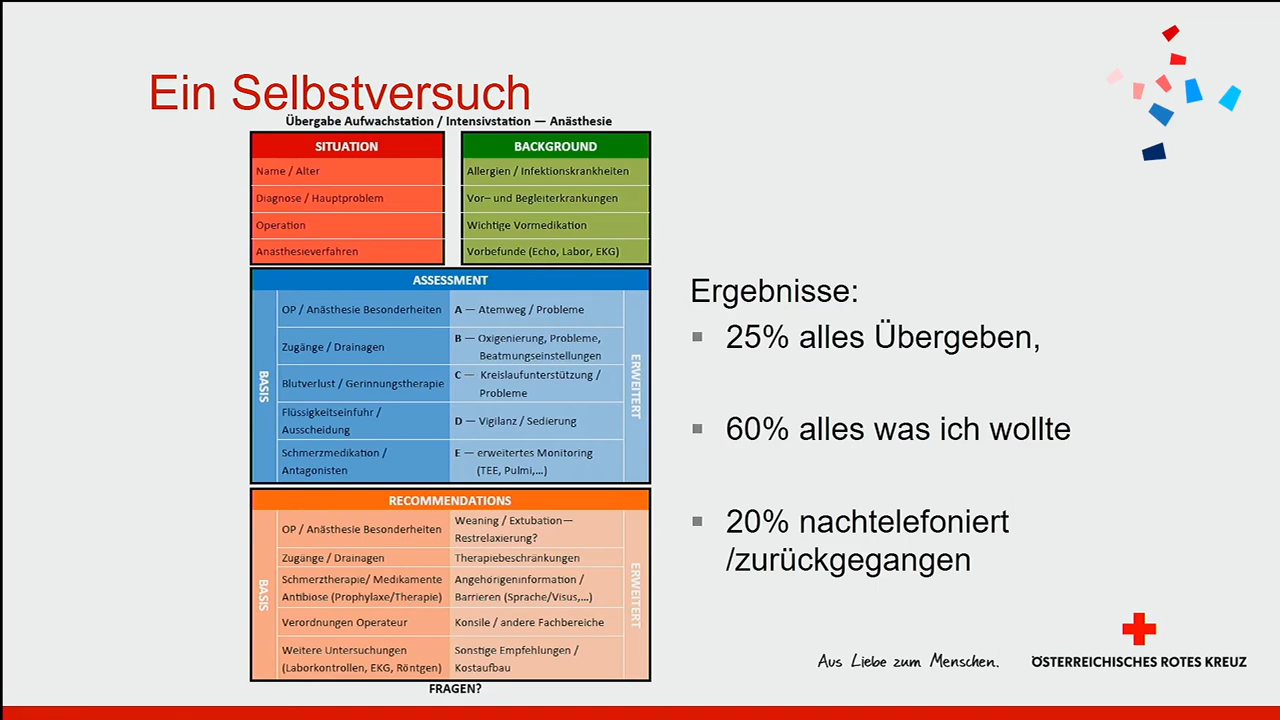 Ein Selbstversuch
Übergabe Aufwachstation / Intensivstation — Anästhesie
SITUATION
Name / Alter
Diagnose / Hauptproblem
Operation
Anästhesieverfahren
BACKGROUND
Allergien / Infektionskrankheiten
Vor– und Begleiterkrankungen
Wichtige Vormedikation
Vorbefunde (Echo, Labor, EKG)
ASSESSMENT
BASIS
OP / Anästhesie Besonderheiten
Zugänge / Drainagen
Blutverlust / Gerinnungstherapie
Flüssigkeitseinfuhr /
Ausscheidung
Schmerzmedikation /
Antagonisten
A — Atemweg / Probleme
B — Oxigenierung, Probleme,
Beatmungseinstellungen
C — Kreislaufunterstützung /
Probleme
D — Vigilanz / Sedierung
E — erweitertes Monitoring
(TEE, Pulmi,...)
ERWEITERT
RECOMMENDATIONS
BASIS
OP / Anästhesie Besonderheiten
Zugänge / Drainagen
Schmerztherapie/ Medikamente
Antibiose (Prophylaxe/Therapie)
Verordnungen Operateur
Weitere Untersuchungen
(Laborkontrollen, EKG, Röntgen)
Weaning / Extubation—
Restrelaxierung?
Therapiebeschränkungen
Angehörigeninformation /
Barrieren (Sprache/Visus,...)
Konsile / andere Fachbereiche
Sonstige Empfehlungen /
Kostaufbau
ERWEITERT
FRAGEN?
Ergebnisse:
25% alles Übergeben,
60% alles was ich wollte
20% nachtelefoniert
/zurückgegangen
Aus Liebe zum Menschen.
ÖSTERREICHISCHES ROTES KREUZ